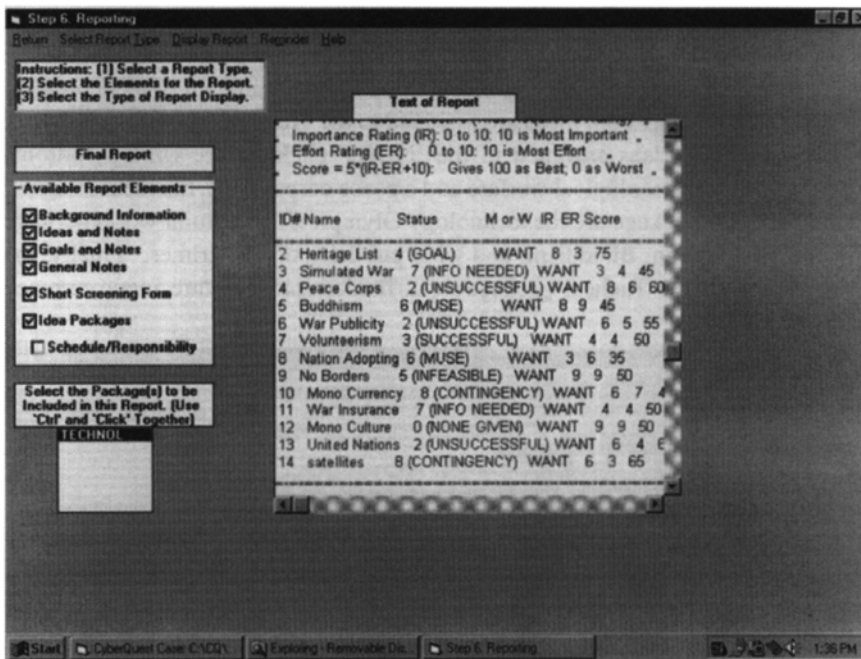 Step 6. Reporting
Return Select Report Type Display Report Reminder Help
Instructions: (1) Select a Report Type.
(2) Select the Elements for the Report.
(3) Select the Type of Report Display.
Text of Report
Importance Rating (IR): 0 to 10: 10 is Most Important
Effort Rating (ER): 0 to 10: 10 is Most Effort
Score = 5*(IR-ER+10): Gives 100 as Best; 0 as Worst
Final Report
Available Report Elements
Background Information
Ideas and Notes
Goals and Notes
General Notes
Short Screening Form
Idea Packages
Schedule/Responsibility
Select the Package(s) to be
Included in this Report. (Use
'Ctrl' and 'Click' Together)
TECHNOL
ID# Name Status M or W IR ER Score
2 Heritage List 4 (GOAL) WANT 8 3 75
3 Simulated War 7 (INFO NEEDED) WANT 3 4 45
4 Peace Corps 2 (UNSUCCESSFUL) WANT 8 6 60
5 Buddhism 6 (MUSE) WANT 8 9 45
6 War Publicity 2 (UNSUCCESSFUL) WANT 6 5 55
7 Volunteerism 3 (SUCCESSFUL) WANT 4 4 50
8 Nation Adopting 6 (MUSE) WANT 3 6 35
9 No Borders 5 (INFEASIBLE) WANT 9 9 50
10 Mono Currency 8 (CONTINGENCY) WANT 6 7 4
11 War Insurance 7 (INFO NEEDED) WANT 4 4 50
12 Mono Culture 0 (NONE GIVEN) WANT 9 9 50
13 United Nations 2 (UNSUCCESSFUL) WANT 6 4 6
14 satellites 8 (CONTINGENCY) WANT 6 3 65
Start CyberQuest Case: C:\CQ\ Exploring - Removable Dis... Step 6. Reporting 1:36 PM